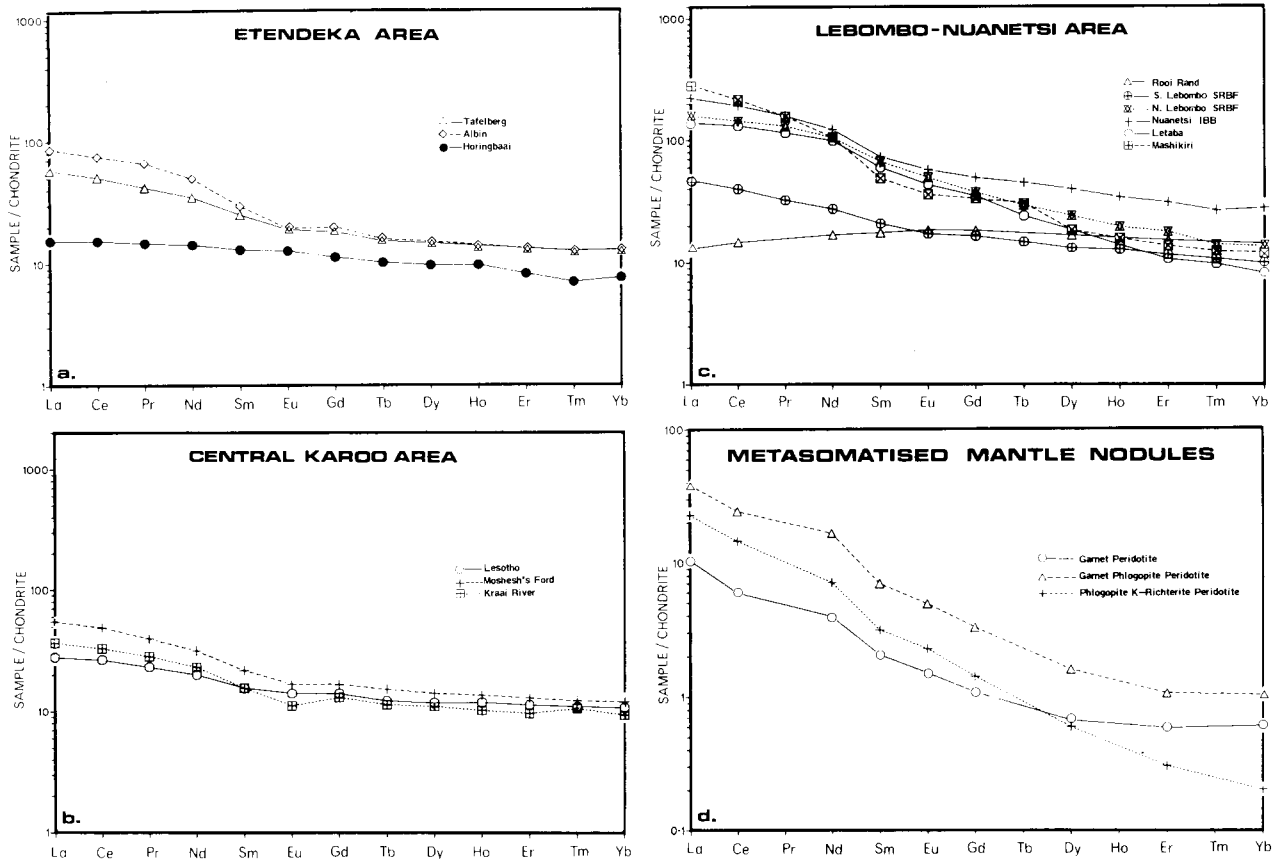 ETENDEKA AREA
1000
100
10
1
SAMPLE / CHONDRITE
Tafelberg
Albin
Horingbaai
a.
La Ce Pr Nd Sm Eu Gd Tb Dy Ho Er Tm Yb
LEBOMBO-NUANETSI AREA
1000
100
10
1
SAMPLE / CHONDRITE
Rooi Rand
S. Lebombo SRBF
N. Lebombo SRBF
Nuanetsi IBB
Letaba
Mashikiri
c.
La Ce Pr Nd Sm Eu Gd Tb Dy Ho Er Tm Yb
CENTRAL KAROO AREA
1000
100
10
1
SAMPLE / CHONDRITE
Lesotho
Moshesh's Ford
Kraai River
b.
La Ce Pr Nd Sm Eu Gd Tb Dy Ho Er Tm Yb
METASOMATISED MANTLE NODULES
100
10
1
0·1
SAMPLE / CHONDRITE
Garnet Peridotite
Garnet Phlogopite Peridotite
Phlogopite K-Richterite Peridotite
d.
La Ce Pr Nd Sm Eu Gd Tb Dy Ho Er Tm Yb